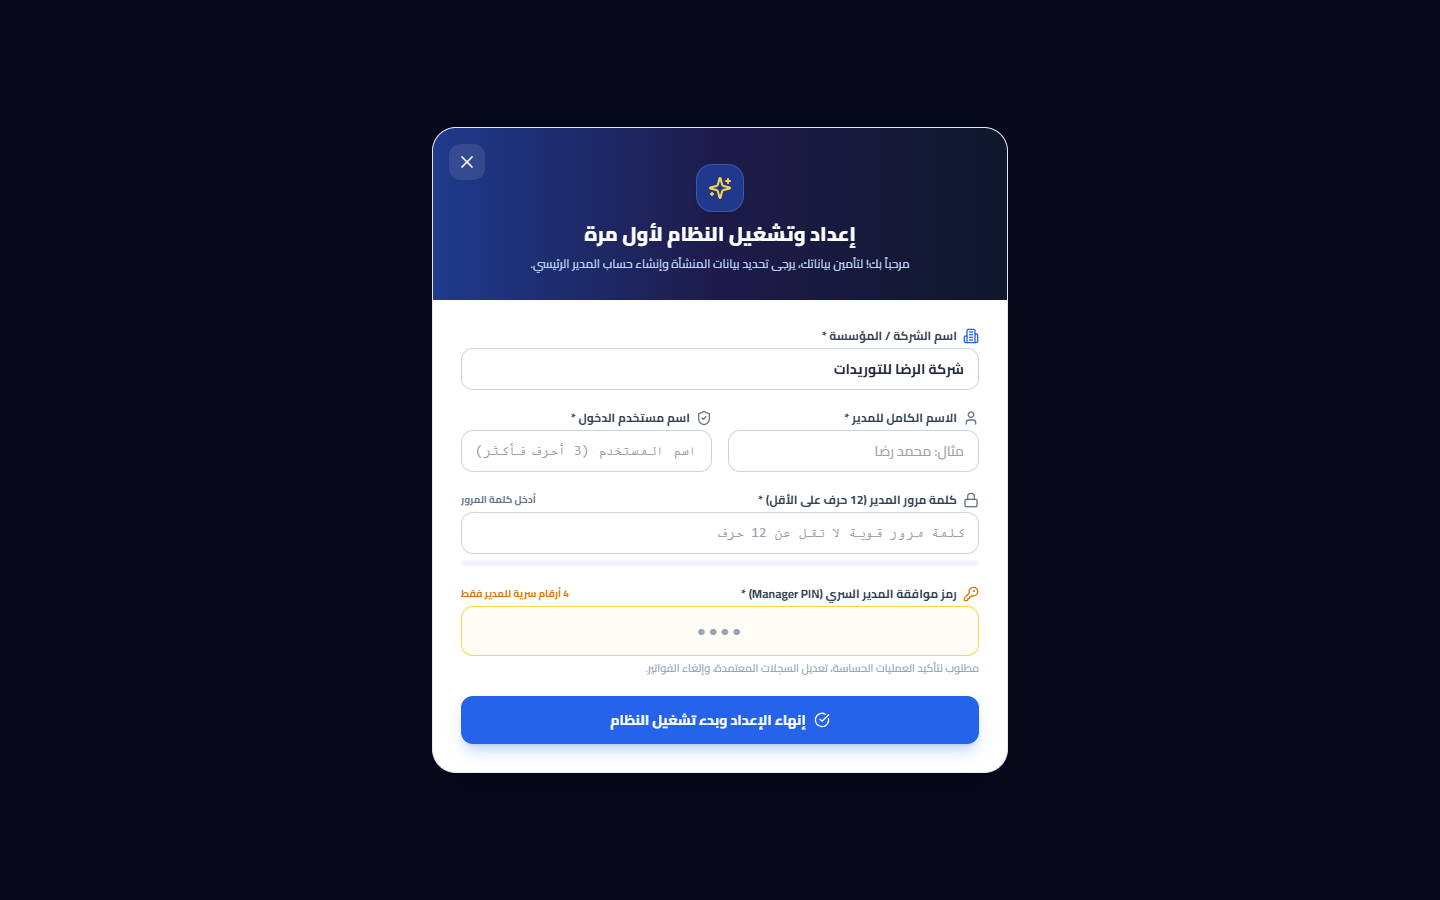 إعداد وتشغيل النظام لأول مرة
مرحباً بك! لتأمين بياناتك، يرجى تحديد بيانات المنشأة وإنشاء حساب المدير الرئيسي.
اسم الشركة / المؤسسة *
شركة الرضا للتوريدات
الاسم الكامل للمدير *
مثال: محمد رضا
اسم مستخدم الدخول *
اسم المستخدم (3 أحرف فأكثر)
كلمة مرور المدير (12 حرف على الأقل) *
أدخل كلمة المرور
كلمة مرور قوية لا تقل عن 12 حرف
رمز موافقة المدير السري (Manager PIN) *
4 أرقام سرية للمدير فقط
••••
مطلوب لتأكيد العمليات الحساسة، تعديل السجلات المعتمدة، وإلغاء الفواتير.
إنهاء الإعداد وبدء تشغيل النظام